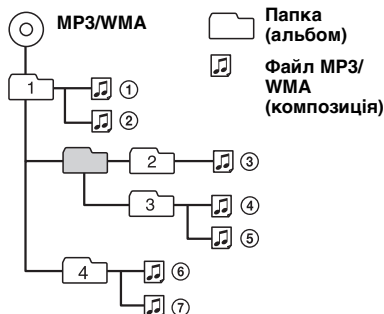 MP3/WMA
Папка
(альбом)
Файл MP3/
WMA
(композиція)
1
①
②
2
③
3
④
⑤
4
⑥
⑦